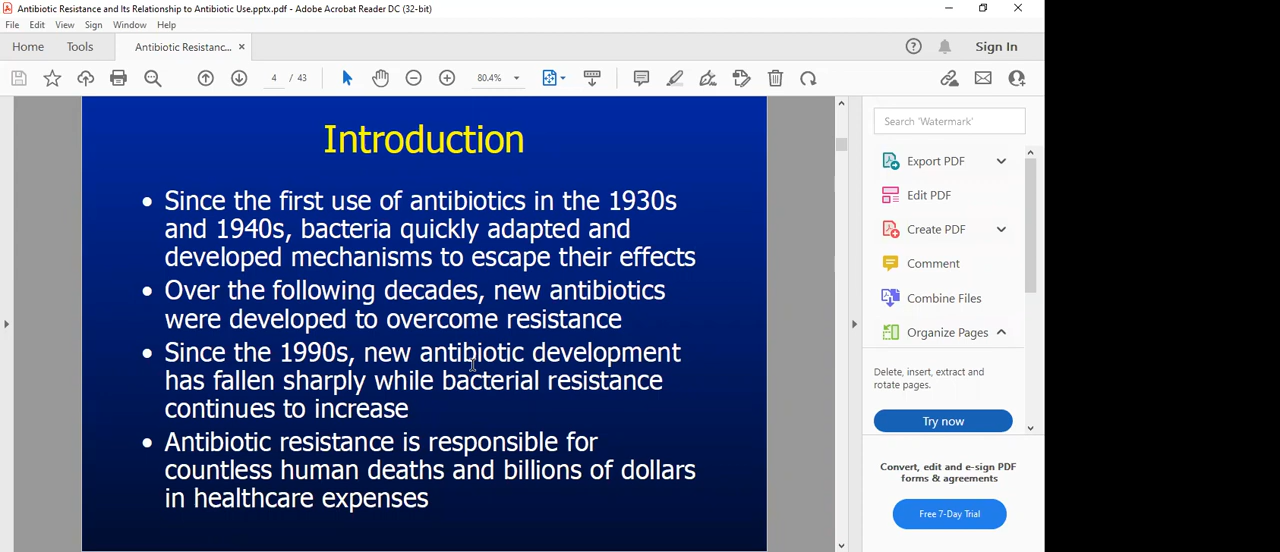 Antibiotic Resistance and Its Relationship to Antibiotic Use.pptx.pdf - Adobe Acrobat Reader DC (32-bit)
File Edit View Sign Window Help
Home Tools Antibiotic Resistanc... × Sign In
4 / 43 80.4%
Introduction
• Since the first use of antibiotics in the 1930s
and 1940s, bacteria quickly adapted and
developed mechanisms to escape their effects
• Over the following decades, new antibiotics
were developed to overcome resistance
• Since the 1990s, new antibiotic development
has fallen sharply while bacterial resistance
continues to increase
• Antibiotic resistance is responsible for
countless human deaths and billions of dollars
in healthcare expenses
Search 'Watermark'
Export PDF
Edit PDF
Create PDF
Comment
Combine Files
Organize Pages
Delete, insert, extract and
rotate pages.
Try now
Convert, edit and e-sign PDF
forms & agreements
Free 7-Day Trial